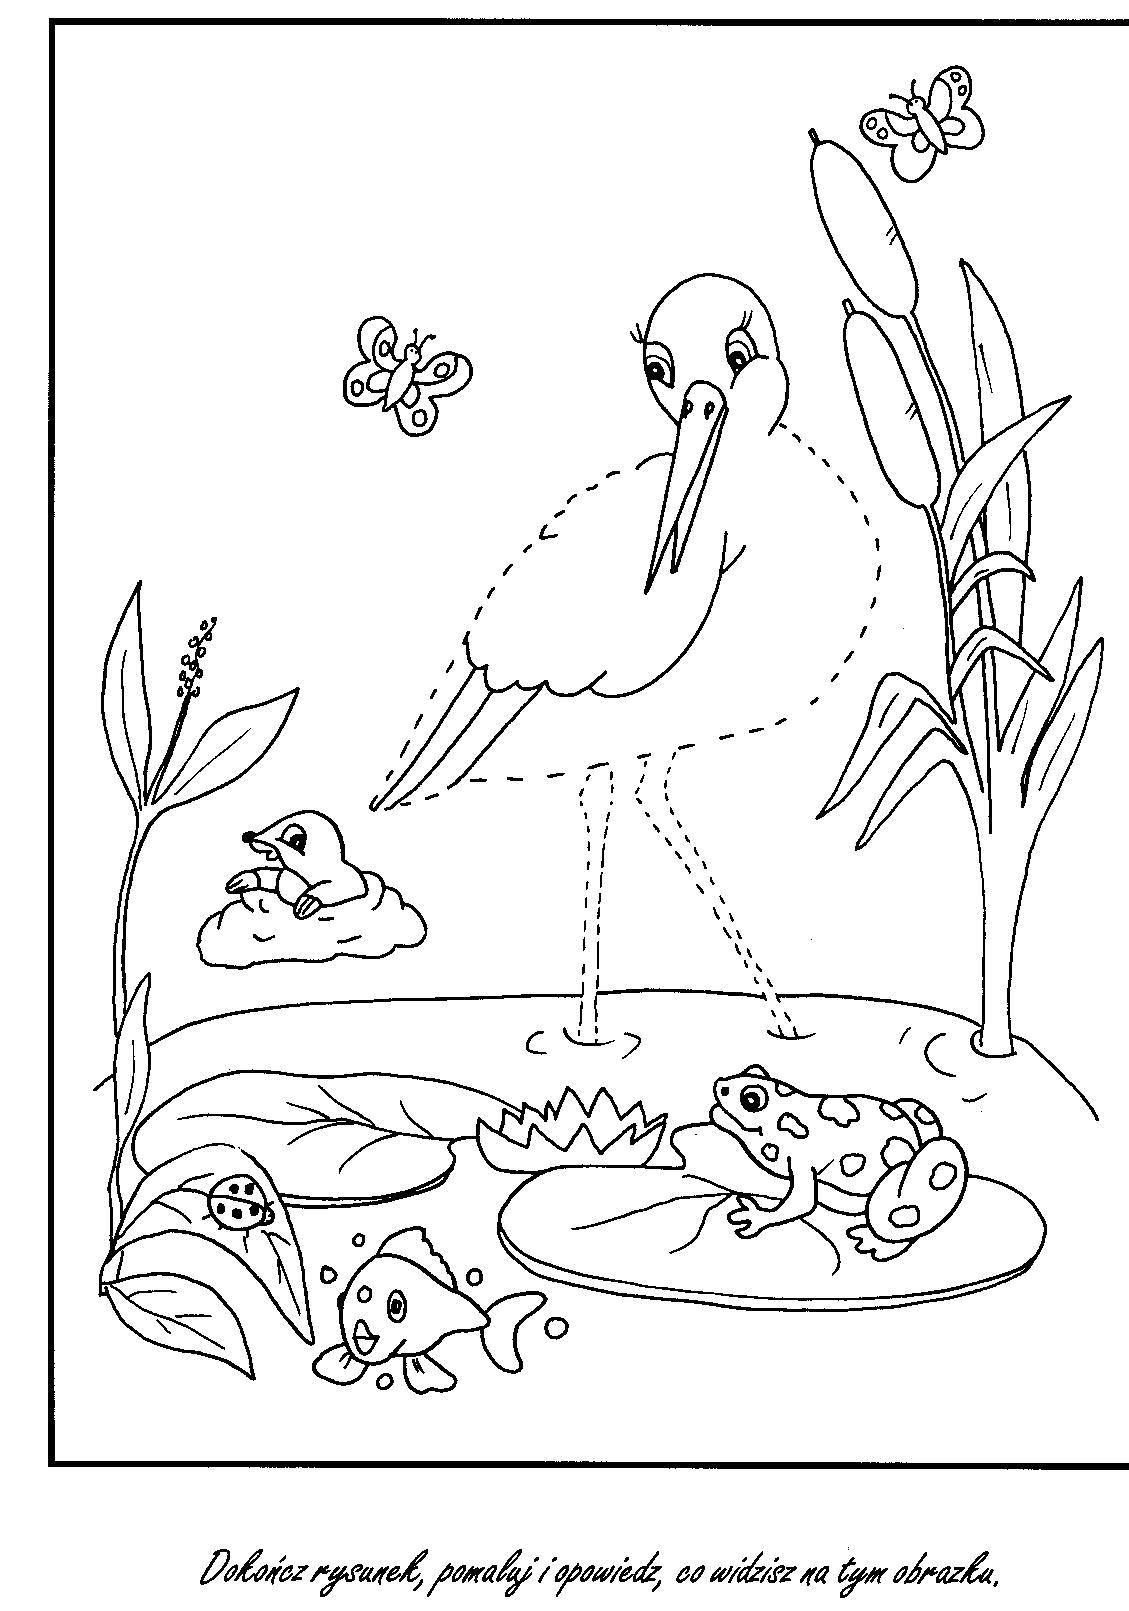 Dokończ rysunek, pomaluj i opowiedz, co widzisz na tym obrazku.